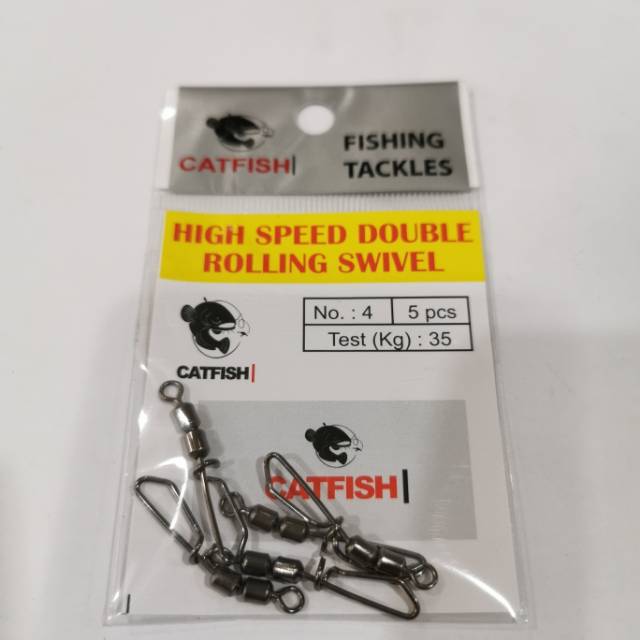 CATFISH
FISHING
TACKLES
HIGH SPEED DOUBLE
ROLLING SWIVEL
No. : 4 5 pcs
Test (Kg) : 35
CATFISH
CATFISH